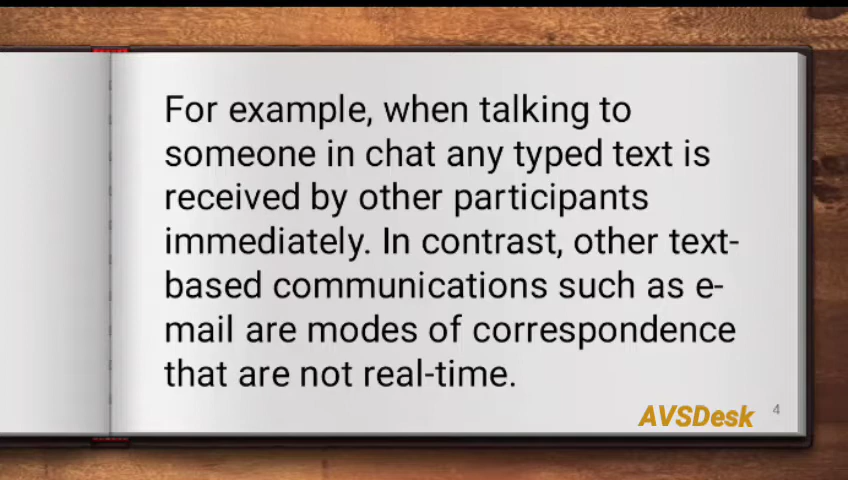 For example, when talking to
someone in chat any typed text is
received by other participants
immediately. In contrast, other text-
based communications such as e-
mail are modes of correspondence
that are not real-time.
AVSDesk
4